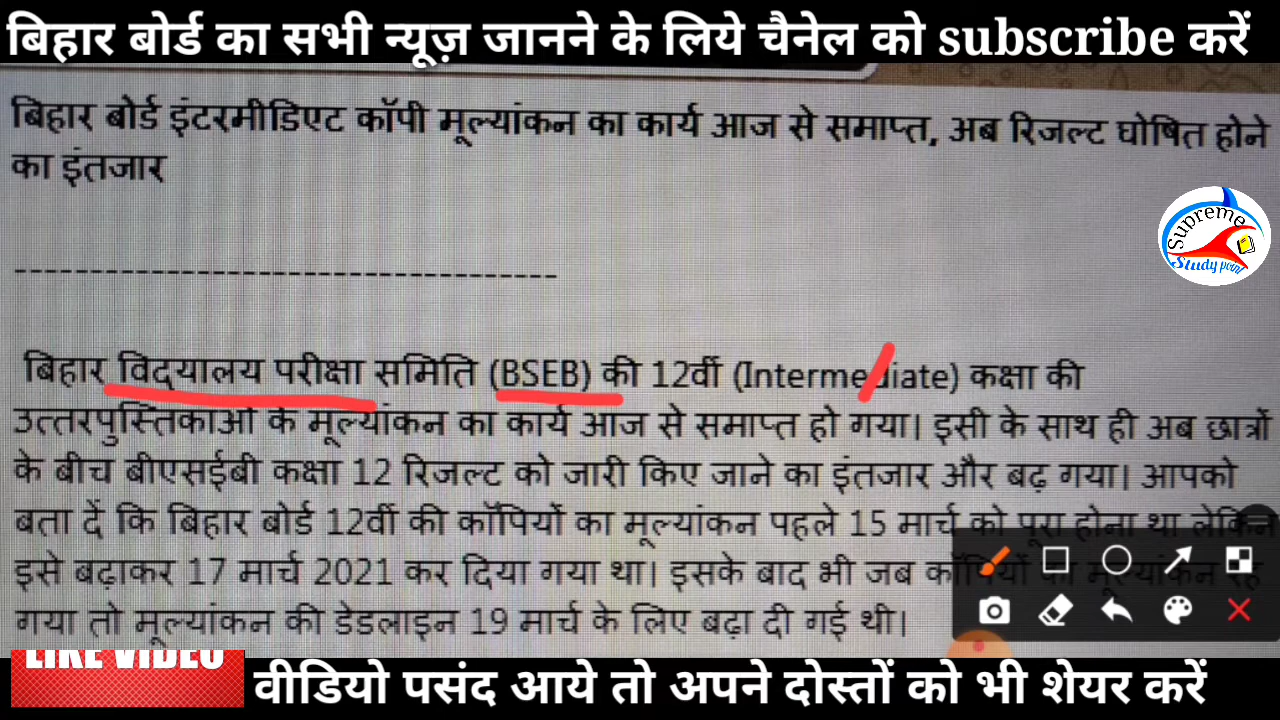 बिहार बोर्ड का सभी न्यूज़ जानने के लिये चैनेल को subscribe करें
बिहार बोर्ड इंटरमीडिएट कॉपी मूल्यांकन का कार्य आज से समाप्त, अब रिजल्ट घोषित होने
का इंतजार
Supreme
Study point
---------------------------------
बिहार विद्यालय परीक्षा समिति (BSEB) की 12वीं (Intermediate) कक्षा की
उत्तरपुस्तिकाओं के मूल्यांकन का कार्य आज से समाप्त हो गया। इसी के साथ ही अब छात्रों
के बीच बीएसईबी कक्षा 12 रिजल्ट को जारी किए जाने का इंतजार और बढ़ गया। आपको
बता दें कि बिहार बोर्ड 12वीं की कॉपियों का मूल्यांकन पहले 15 मार्च को पूरा होना था लेकिन
इसे बढ़ाकर 17 मार्च 2021 कर दिया गया था। इसके बाद भी जब कॉपियों का मूल्यांकन रह
गया तो मूल्यांकन की डेडलाइन 19 मार्च के लिए बढ़ा दी गई थी।
LIKE VIDEO
वीडियो पसंद आये तो अपने दोस्तों को भी शेयर करें